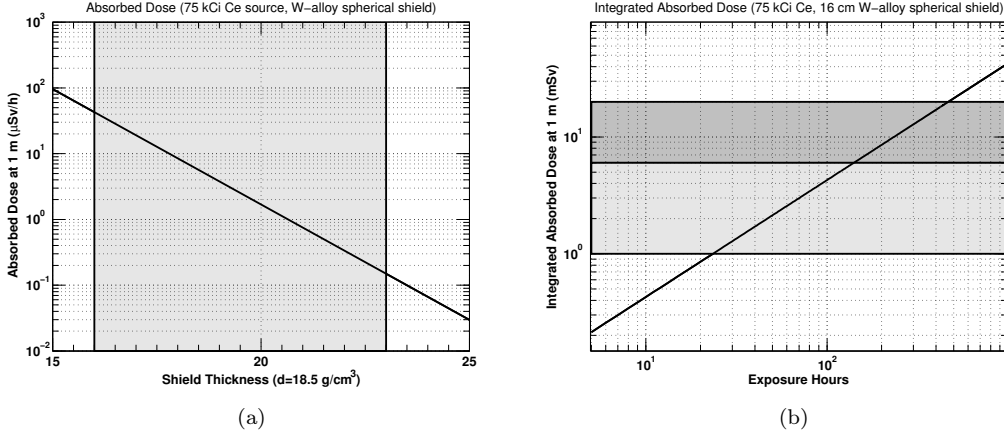 Absorbed Dose (75 kCi Ce source, W−alloy spherical shield)
10³
10²
10¹
10⁰
10⁻¹
10⁻²
Absorbed Dose at 1 m (μSv/h)
15
20
25
Shield Thickness (d=18.5 g/cm³)
(a)
Integrated Absorbed Dose (75 kCi Ce, 16 cm W−alloy spherical shield)
10¹
10⁰
Integrated Absorbed Dose at 1 m (mSv)
10¹
10²
Exposure Hours
(b)